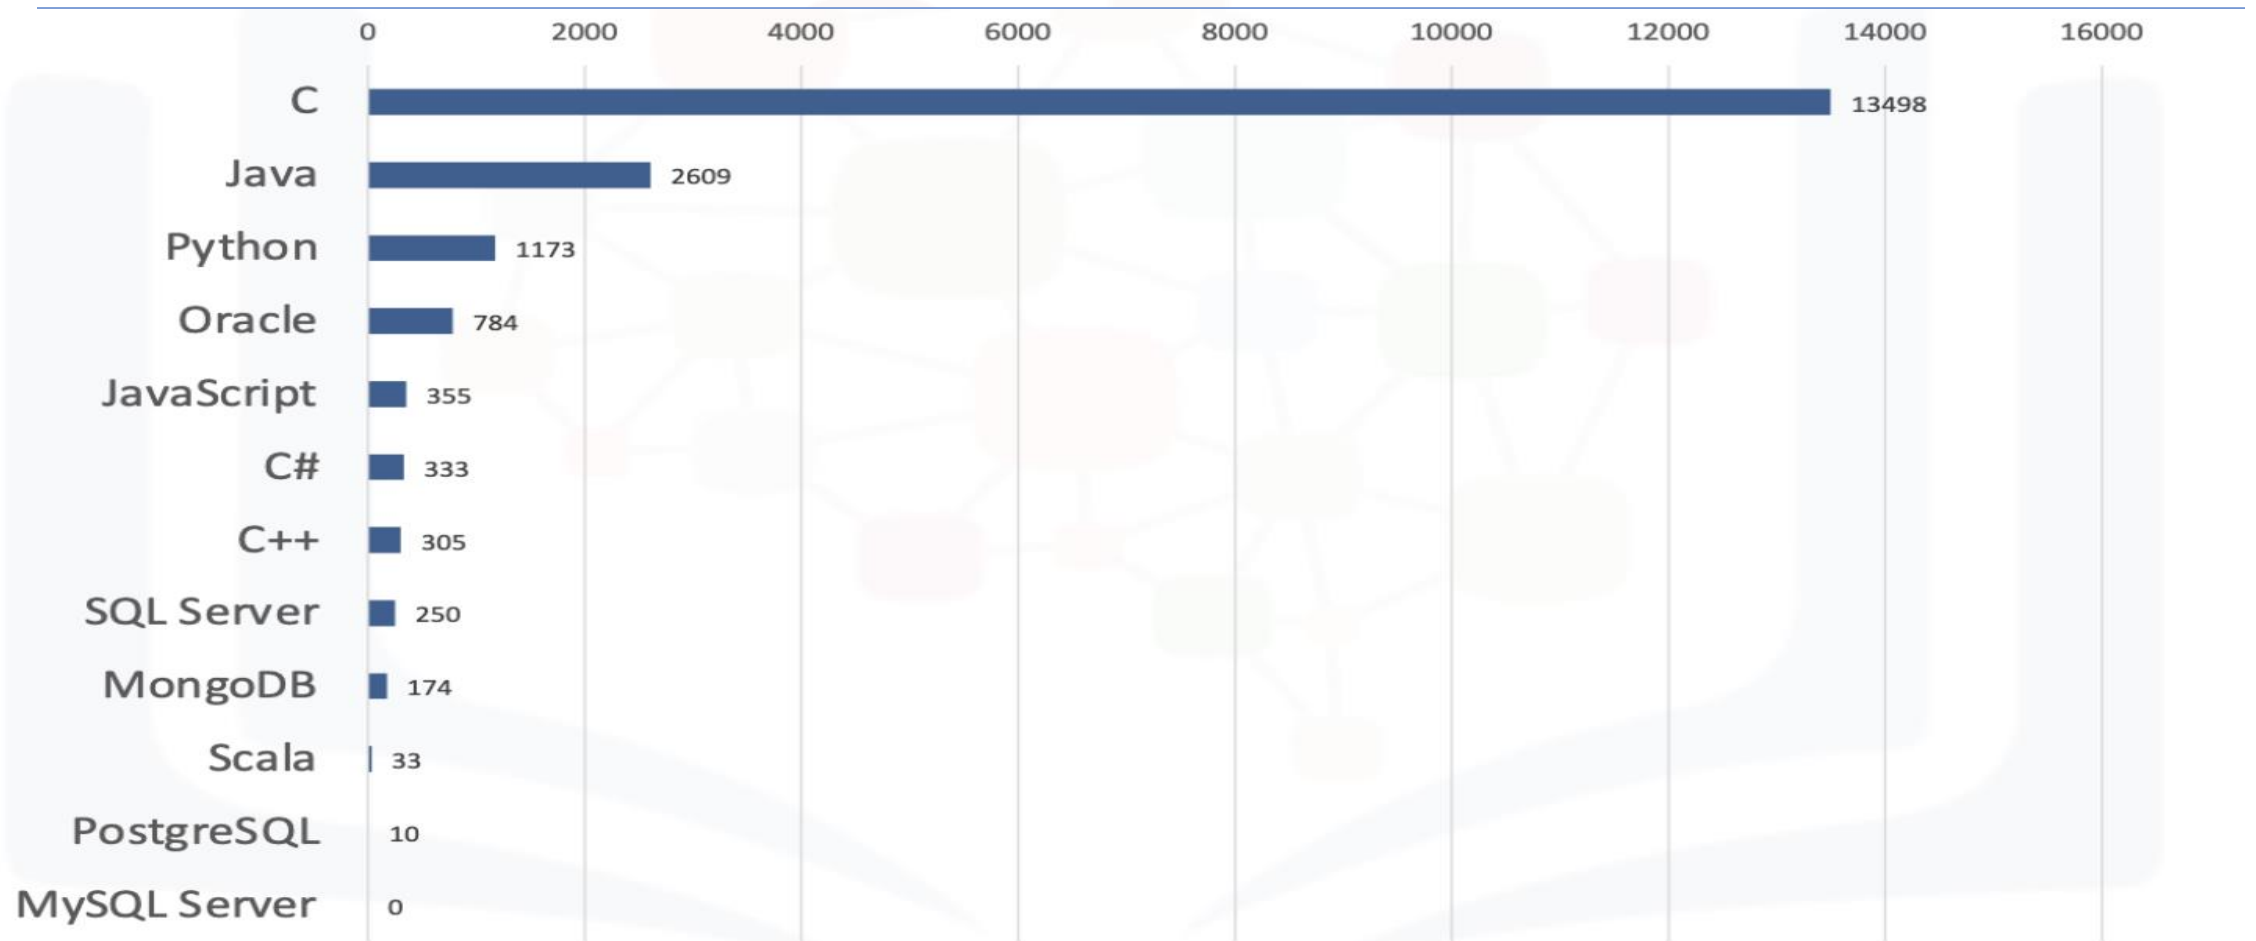 0 2000 4000 6000 8000 10000 12000 14000 16000
C 13498
Java 2609
Python 1173
Oracle 784
JavaScript 355
C# 333
C++ 305
SQL Server 250
MongoDB 174
Scala 33
PostgreSQL 10
MySQL Server 0